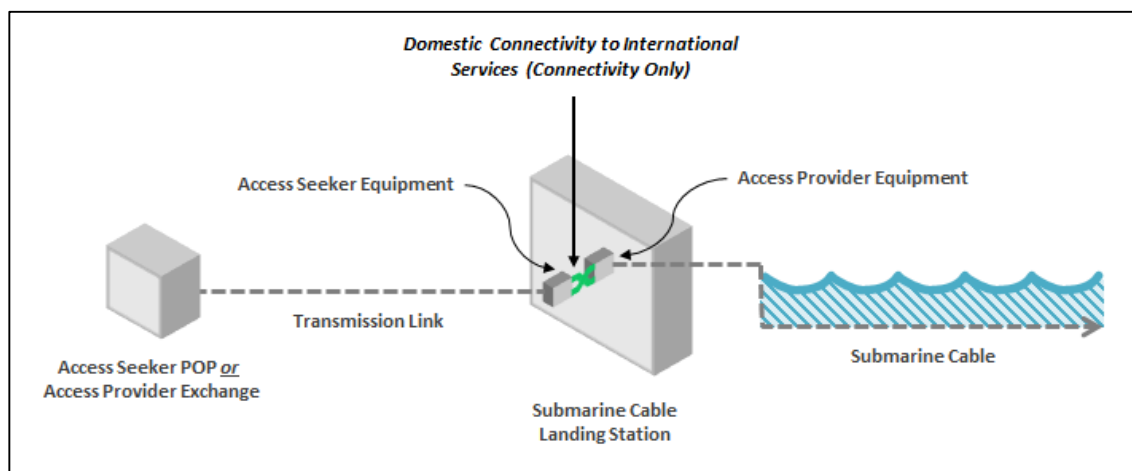 Domestic Connectivity to International
Services (Connectivity Only)
Access Seeker Equipment
Access Provider Equipment
Transmission Link
Access Seeker POP or
Access Provider Exchange
Submarine Cable
Landing Station
Submarine Cable